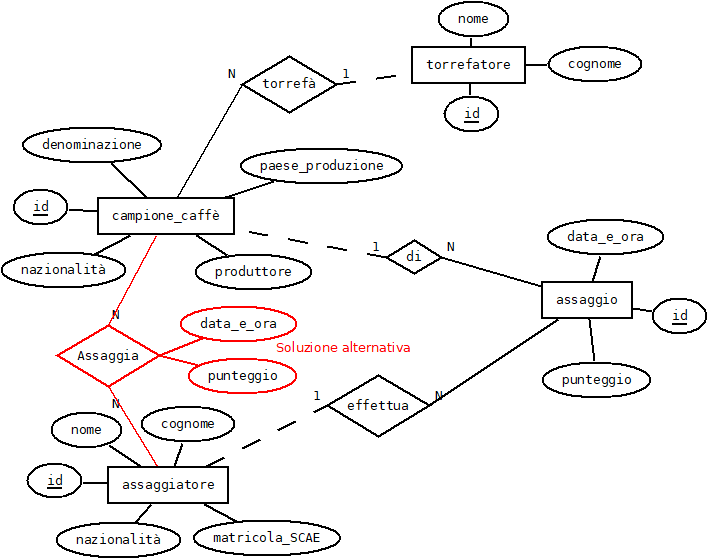 nome
N
torrefà
1
torrefatore
cognome
id
denominazione
paese_produzione
id
campione_caffè
nazionalità
produttore
1
di
N
data_e_ora
assaggio
id
punteggio
N
Assaggia
data_e_ora
Soluzione alternativa
punteggio
N
1
effettua
N
nome
cognome
id
assaggiatore
nazionalità
matricola_SCAE